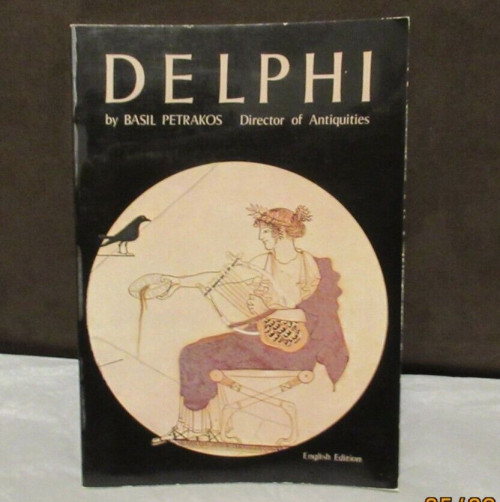 DELPHI
by BASIL PETRAKOS Director of Antiquities
English Edition